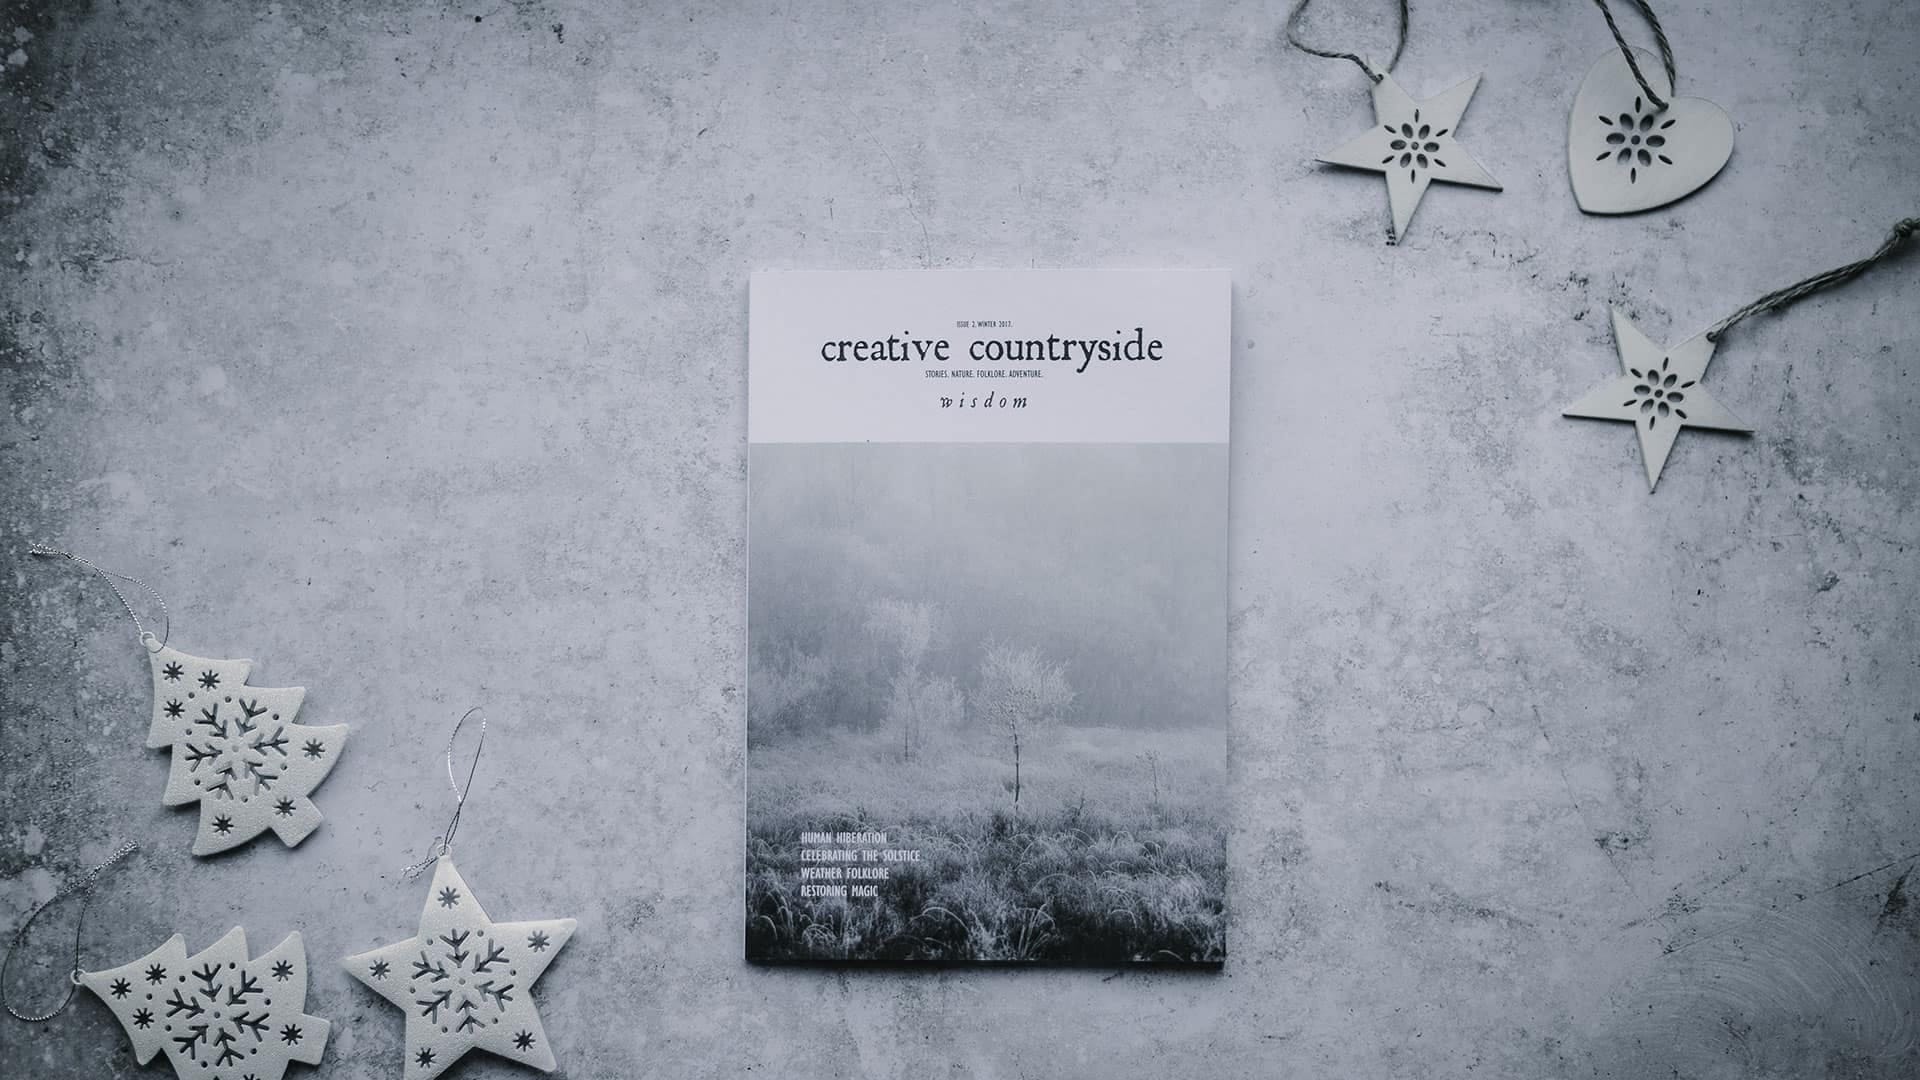 ISSUE 2. WINTER 2017.
creative countryside
STORIES. NATURE. FOLKLORE. ADVENTURE.
wisdom
HUMAN HIBERATION
CELEBRATING THE SOLSTICE
WEATHER FOLKLORE
RESTORING MAGIC